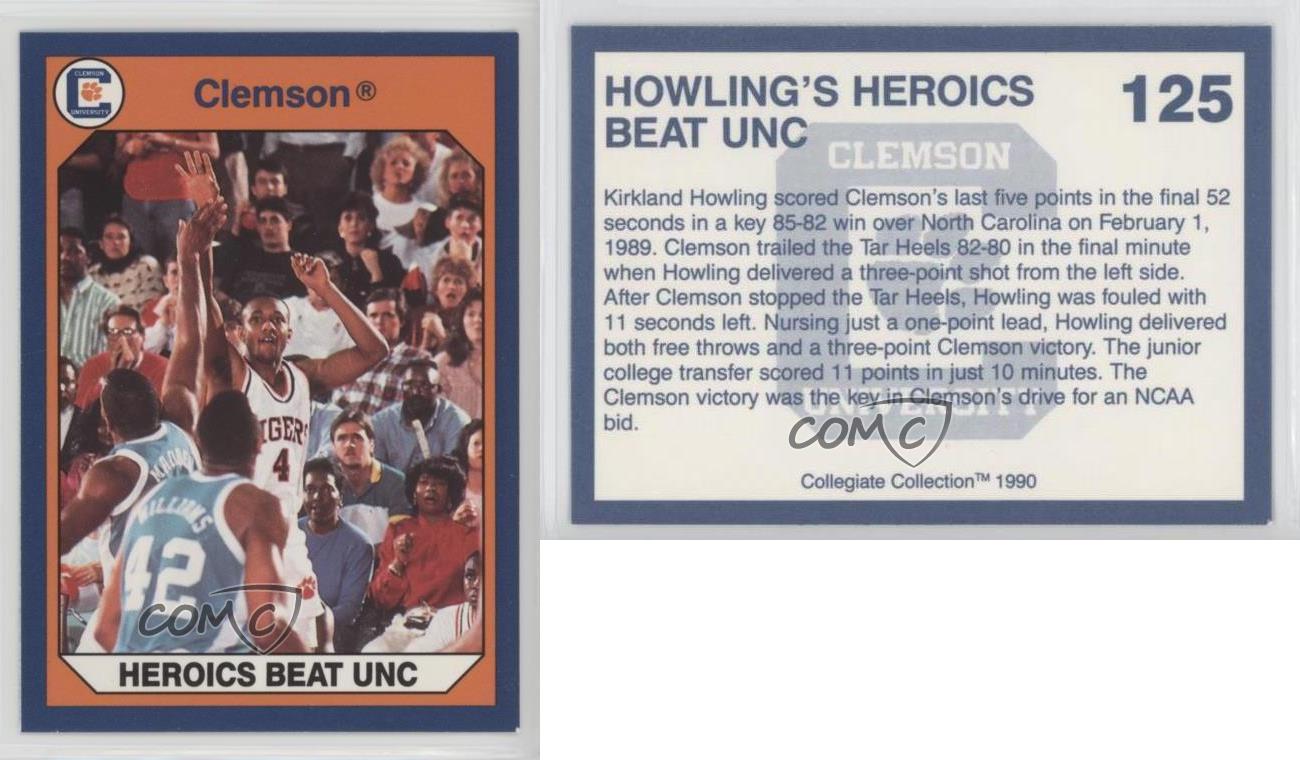 CLEMSON
UNIVERSITY
Clemson®
TIGERS
4
WILLIAMS
42
COMC
HEROICS BEAT UNC
HOWLING'S HEROICS
BEAT UNC
125
CLEMSON
Kirkland Howling scored Clemson's last five points in the final 52
seconds in a key 85-82 win over North Carolina on February 1,
1989. Clemson trailed the Tar Heels 82-80 in the final minute
when Howling delivered a three-point shot from the left side.
After Clemson stopped the Tar Heels, Howling was fouled with
11 seconds left. Nursing just a one-point lead, Howling delivered
both free throws and a three-point Clemson victory. The junior
college transfer scored 11 points in just 10 minutes. The
Clemson victory was the key in Clemson's drive for an NCAA
bid.
UNIVERSITY
COMC
Collegiate Collection™ 1990